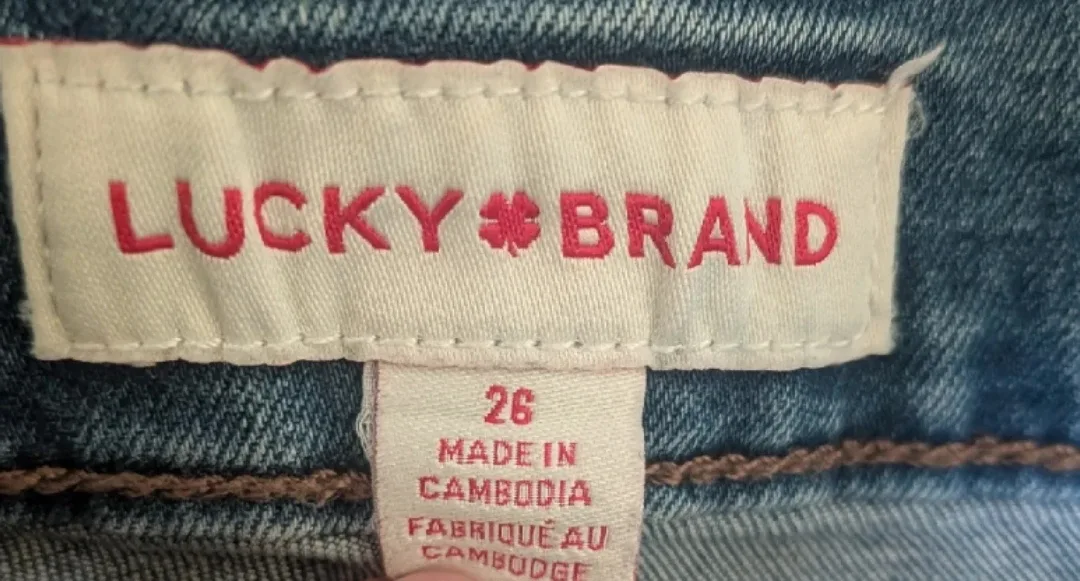 LUCKY BRAND
26
MADE IN
CAMBODIA
FABRIQUÉ AU
CAMBODGE